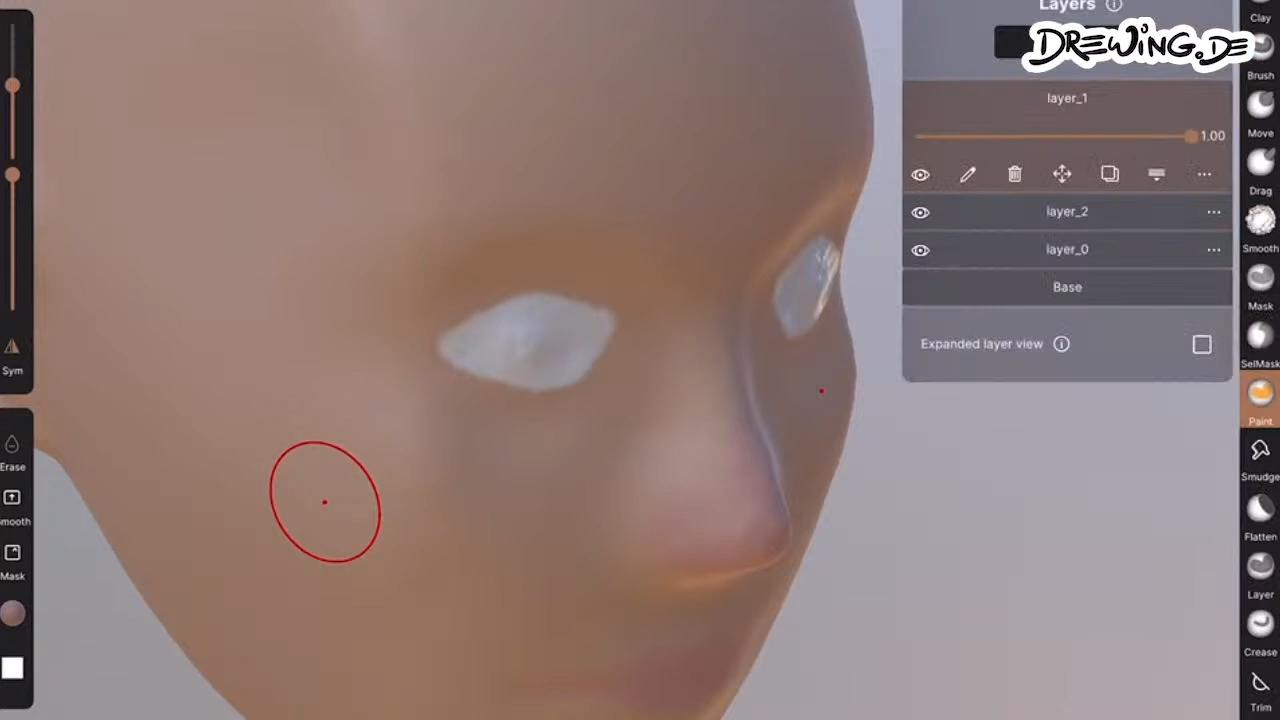 Layers
DREWING.DE
layer_1
1.00
layer_2
layer_0
Base
Expanded layer view
Sym
Erase
mooth
Mask
Clay
Brush
Move
Drag
Smooth
Mask
SelMask
Paint
Smudge
Flatten
Layer
Crease
Trim